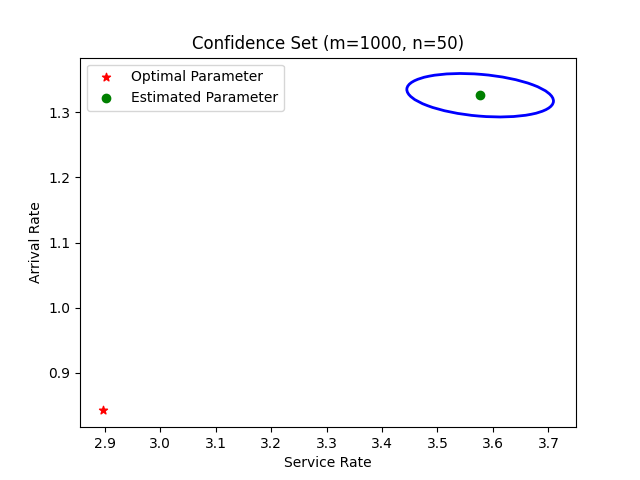 Confidence Set (m=1000, n=50)
Optimal Parameter
Estimated Parameter
Arrival Rate
1.3
1.2
1.1
1.0
0.9
2.9 3.0 3.1 3.2 3.3 3.4 3.5 3.6 3.7
Service Rate